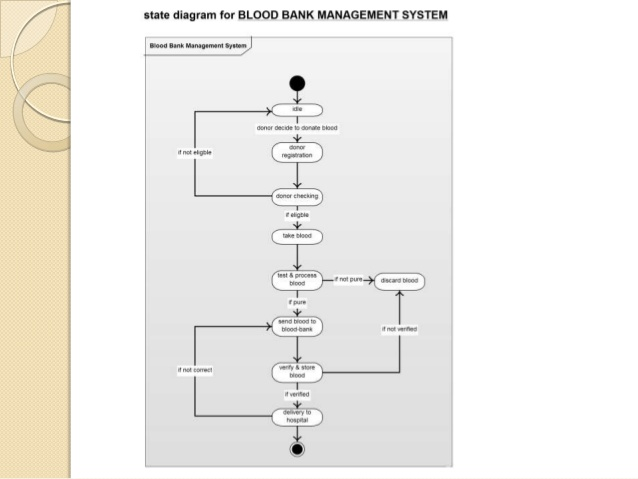 state diagram for BLOOD BANK MANAGEMENT SYSTEM
Blood Bank Management System
idle
donor decide to donate blood
donor
registration
if not eligble
donor checking
if eligble
take blood
test & process
blood
if not pure
discard blood
if pure
send blood to
blood-bank
if not verified
if not correct
verify & store
blood
if verified
delivery to
hospital